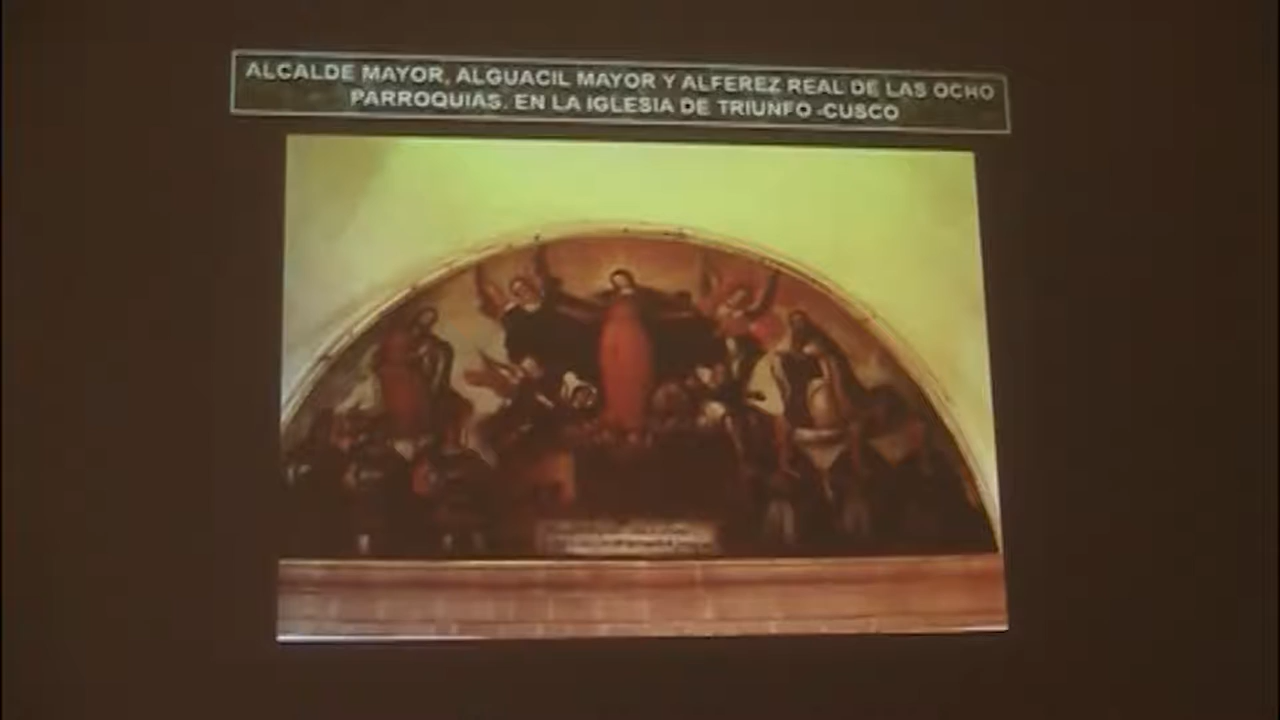 ALCALDE MAYOR, ALGUACIL MAYOR Y ALFEREZ REAL DE LAS OCHO
PARROQUIAS. EN LA IGLESIA DE TRIUNFO -CUSCO